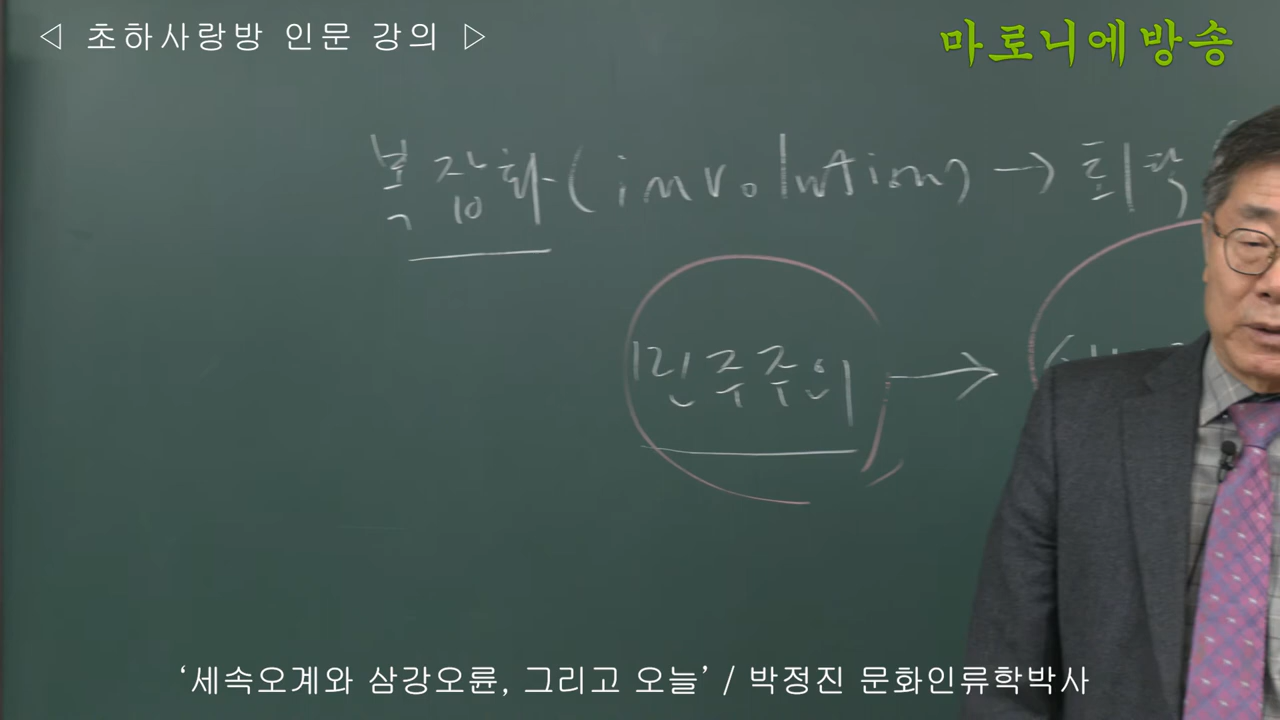 ◁ 초하사랑방 인문 강의 ▷
마로니에방송
복잡화(involution) → 퇴락
민주주의 →
‘세속오계와 삼강오륜, 그리고 오늘’ / 박정진 문화인류학박사